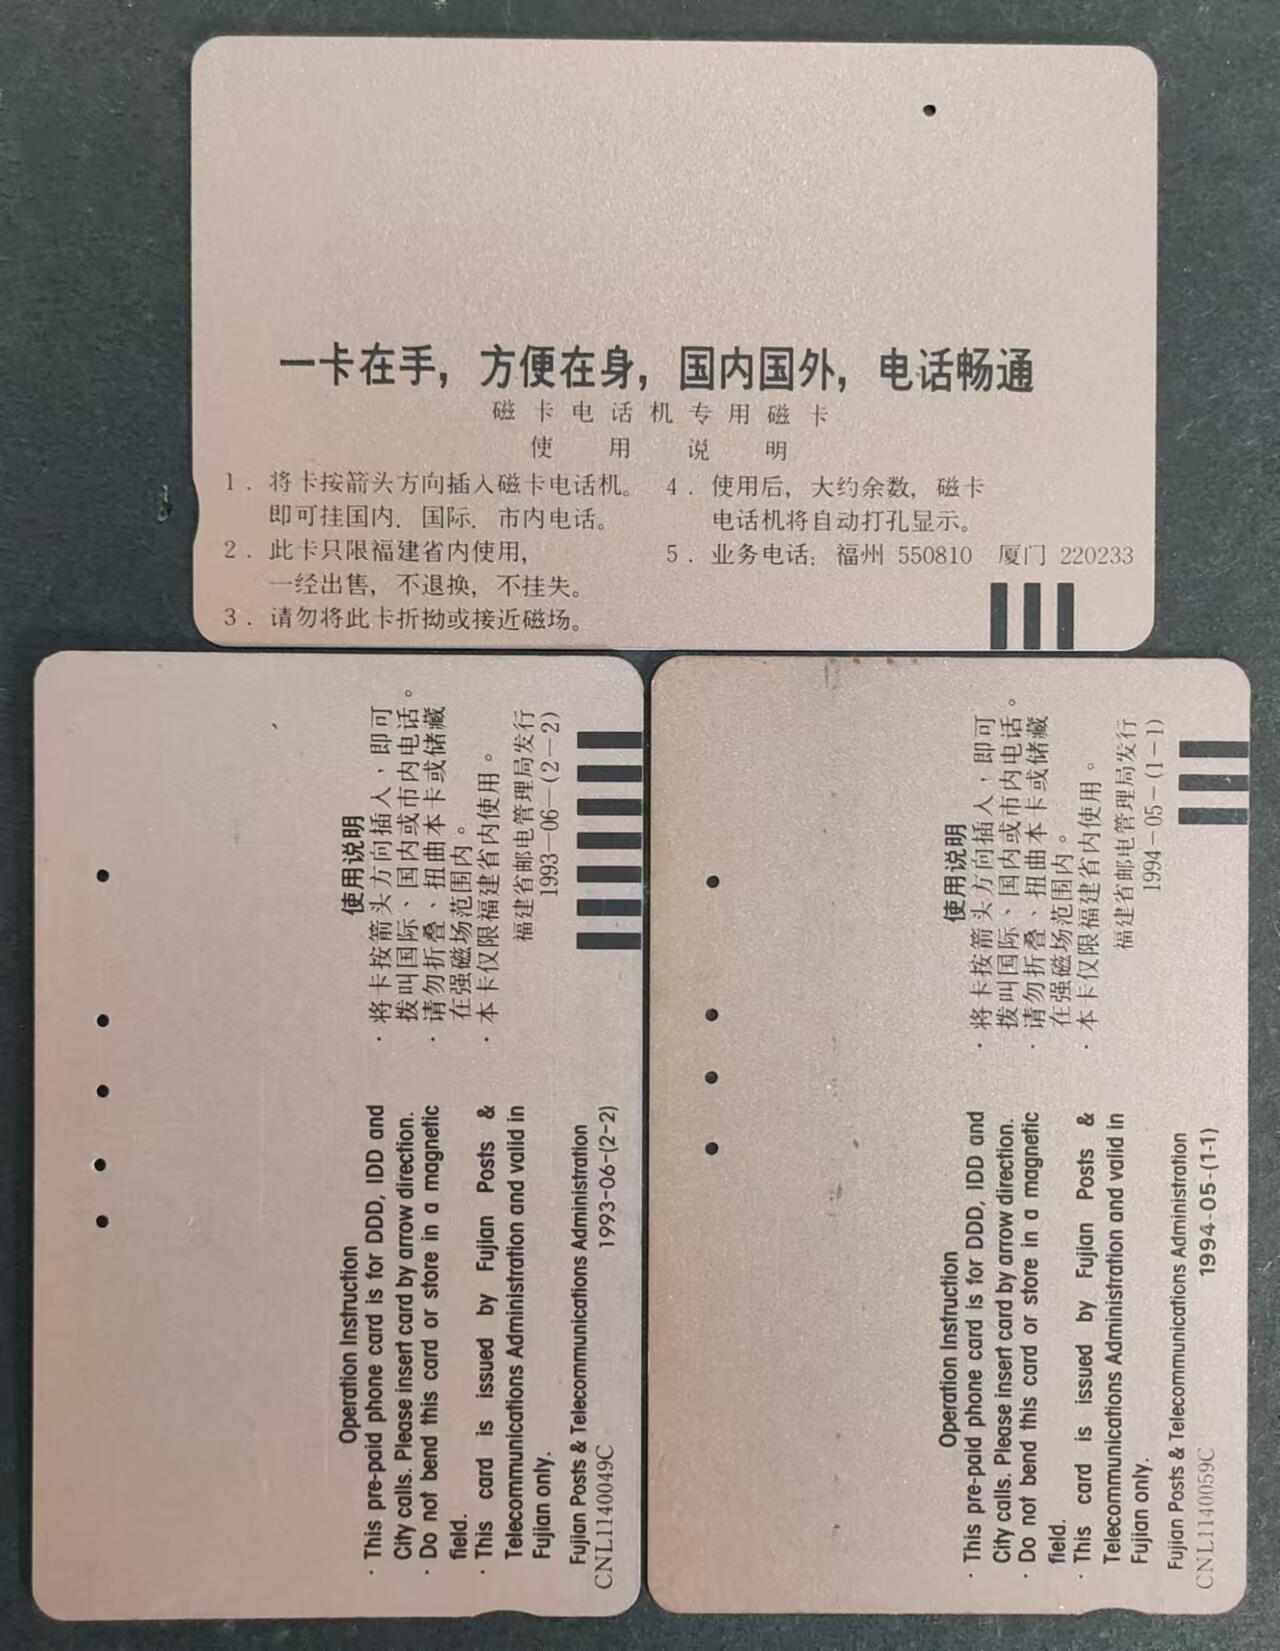 一卡在手，方便在身，国内国外，电话畅通
磁卡电话机专用磁卡
使用说明
1．将卡按箭头方向插入磁卡电话机。
即可挂国内．国际．市内电话。
2．此卡只限福建省内使用，
一经出售，不退换，不挂失。
3．请勿将此卡折拗或接近磁场。
4．使用后，大约余数，磁卡
电话机将自动打孔显示。
5．业务电话：福州 550810 厦门 220233
使用说明
·将卡按箭头方向插入，即可
拨叫国际、国内或市内电话。
·请勿折叠、扭曲本卡或储藏
在强磁场范围内。
·本卡仅限福建省内使用。
福建省邮电管理局发行
1993－06－(2－2)
Operation Instruction
· This pre-paid phone card is for DDD, IDD and
City calls. Please insert card by arrow direction.
· Do not bend this card or store in a magnetic
field.
· This card is issued by Fujian Posts &
Telecommunications Administration and valid in
Fujian only.
Fujian Posts & Telecommunications Administration
1993-06-(2-2)
CNL1140049C
使用说明
·将卡按箭头方向插入，即可
拨叫国际、国内或市内电话。
·请勿折叠、扭曲本卡或储藏
在强磁场范围内。
·本卡仅限福建省内使用。
福建省邮电管理局发行
1994－05－(1－1)
Operation Instruction
· This pre-paid phone card is for DDD, IDD and
City calls. Please insert card by arrow direction.
· Do not bend this card or store in a magnetic
field.
· This card is issued by Fujian Posts &
Telecommunications Administration and valid in
Fujian only.
Fujian Posts & Telecommunications Administration
1994-05-(1-1)
CNL1140059C